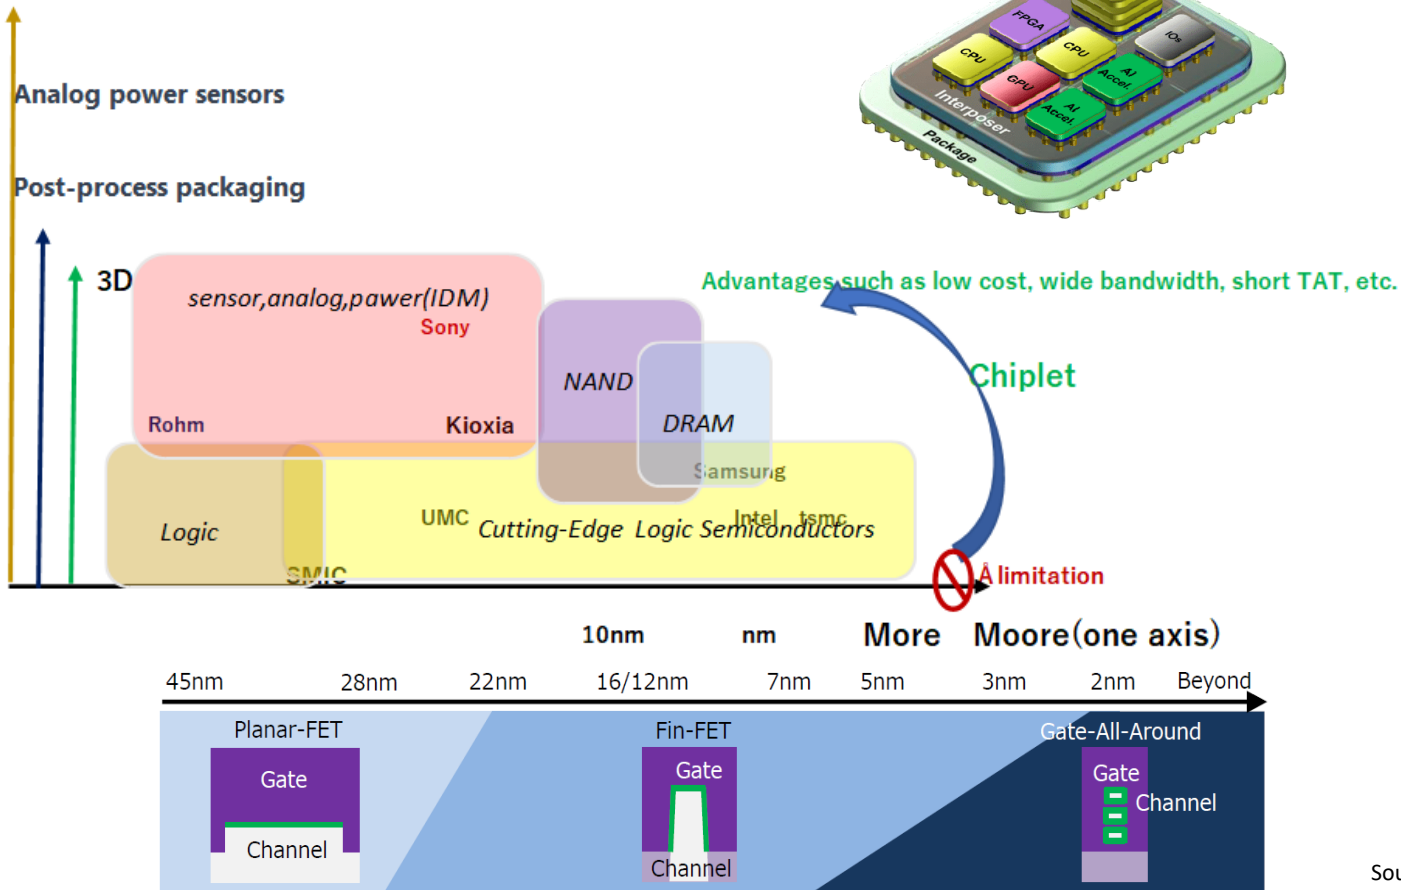 FPGA
CPU
CPU
IOs
GPU
AI
Accel.
AI
Accel.
Interposer
Package
Analog power sensors
Post-process packaging
3D
sensor,analog,pawer(IDM)
Sony
Advantages such as low cost, wide bandwidth, short TAT, etc.
Chiplet
NAND
DRAM
Rohm
Kioxia
Samsung
UMC
Intel tsmc
Logic
Cutting-Edge Logic Semiconductors
SMIC
Å limitation
10nm nm More Moore(one axis)
45nm 28nm 22nm 16/12nm 7nm 5nm 3nm 2nm Beyond
Planar-FET
Gate
Channel
Fin-FET
Gate
Channel
Gate-All-Around
Gate
Channel
Sou